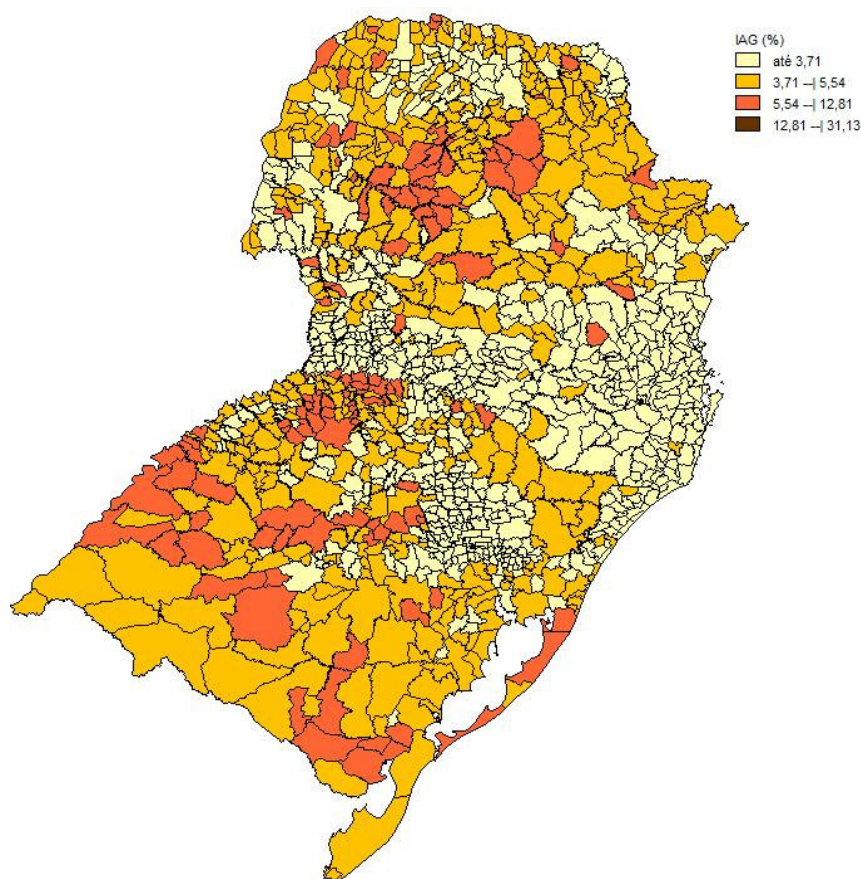 IAG (%)
até 3,71
3,71 --| 5,54
5,54 --| 12,81
12,81 --| 31,13